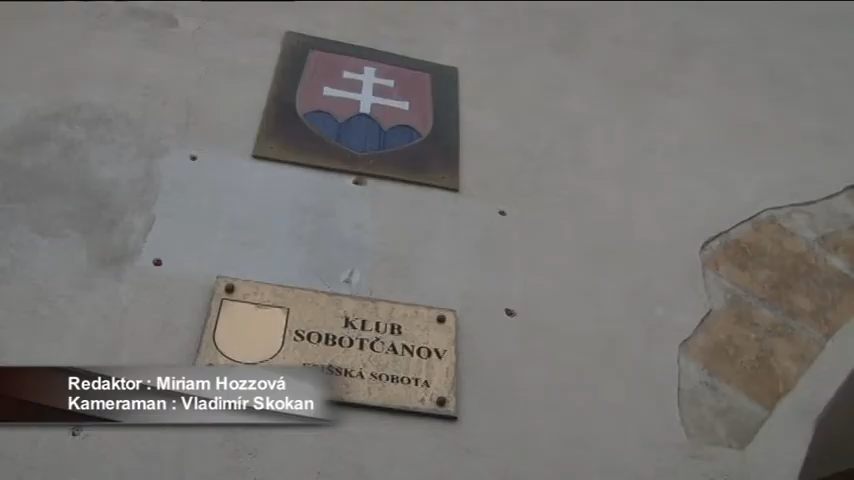 KLUB
SOBOTČANOV
SOBOTA
Redaktor : Miriam Hozzová
Kameraman : Vladimír Skokan